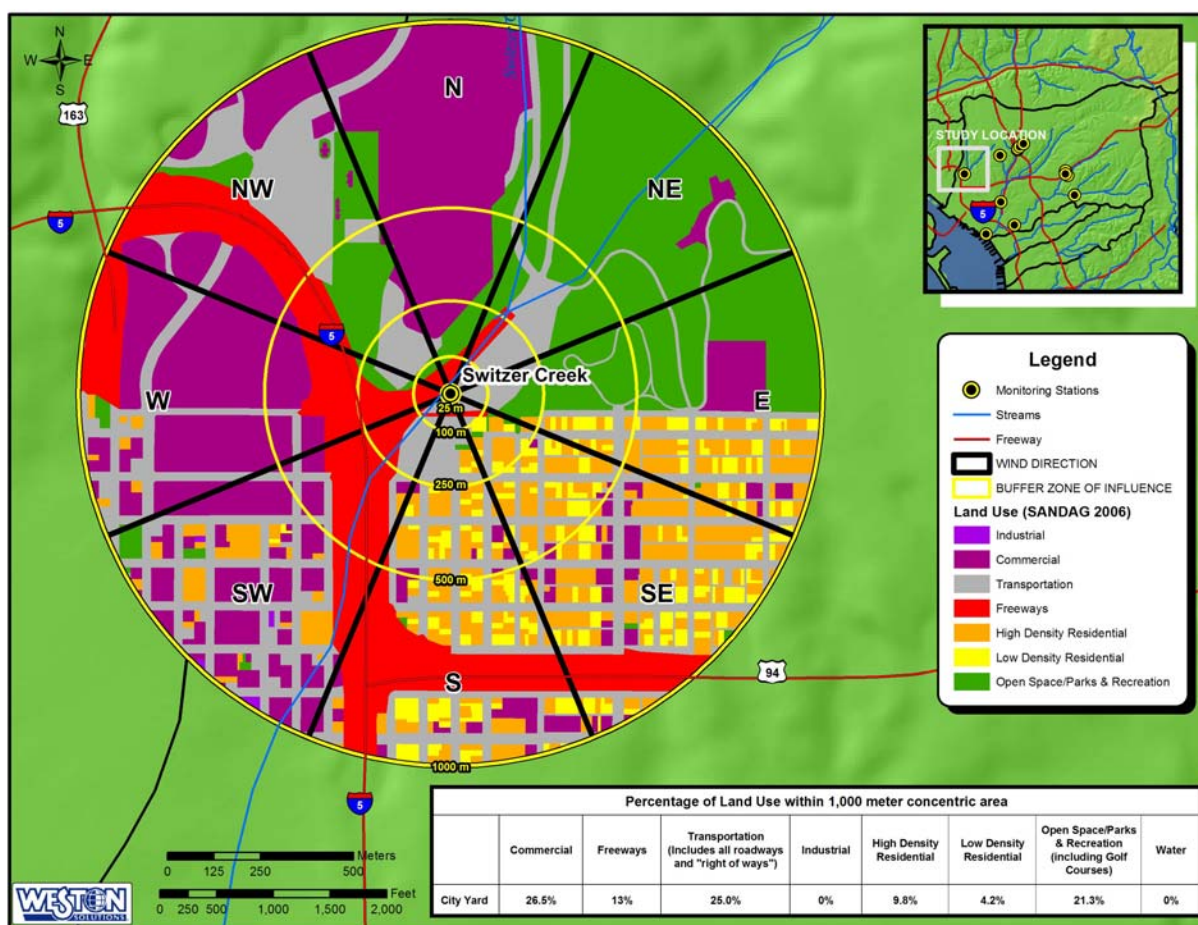 N
W E
S
163
5
Switzer C
N
NW
NE
5
Switzer Creek
W
E
25 m
100 m
250 m
500 m
SW
SE
S
94
1000 m
5
STUDY LOCATION
5
Legend
Monitoring Stations
Streams
Freeway
WIND DIRECTION
BUFFER ZONE OF INFLUENCE
Land Use (SANDAG 2006)
Industrial
Commercial
Transportation
Freeways
High Density Residential
Low Density Residential
Open Space/Parks & Recreation
Meters
0 125 250 500
Feet
0 250 500 1,000 1,500 2,000
WESTON
SOLUTIONS
Percentage of Land Use within 1,000 meter concentric area
Commercial
Freeways
Transportation
(Includes all roadways
and "right of ways")
Industrial
High Density
Residential
Low Density
Residential
Open Space/Parks
& Recreation
(including Golf
Courses)
Water
City Yard 26.5% 13% 25.0% 0% 9.8% 4.2% 21.3% 0%